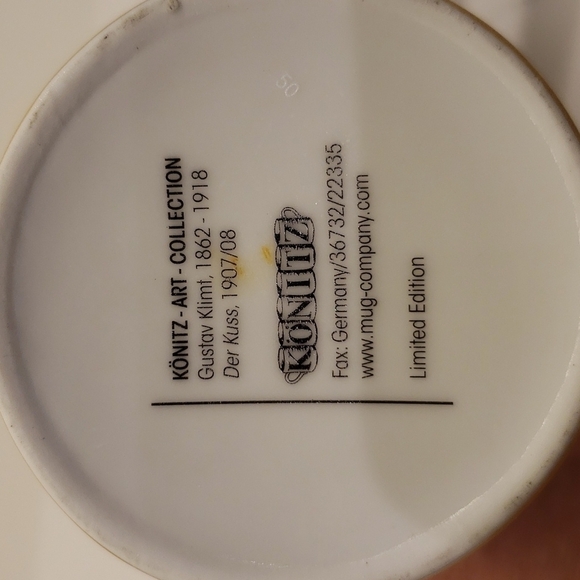 KÖNITZ - ART - COLLECTION
Gustav Klimt, 1862 - 1918
Der Kuss, 1907/08
KÖNITZ
Fax: Germany/36732/22335
www.mug-company.com
Limited Edition
50